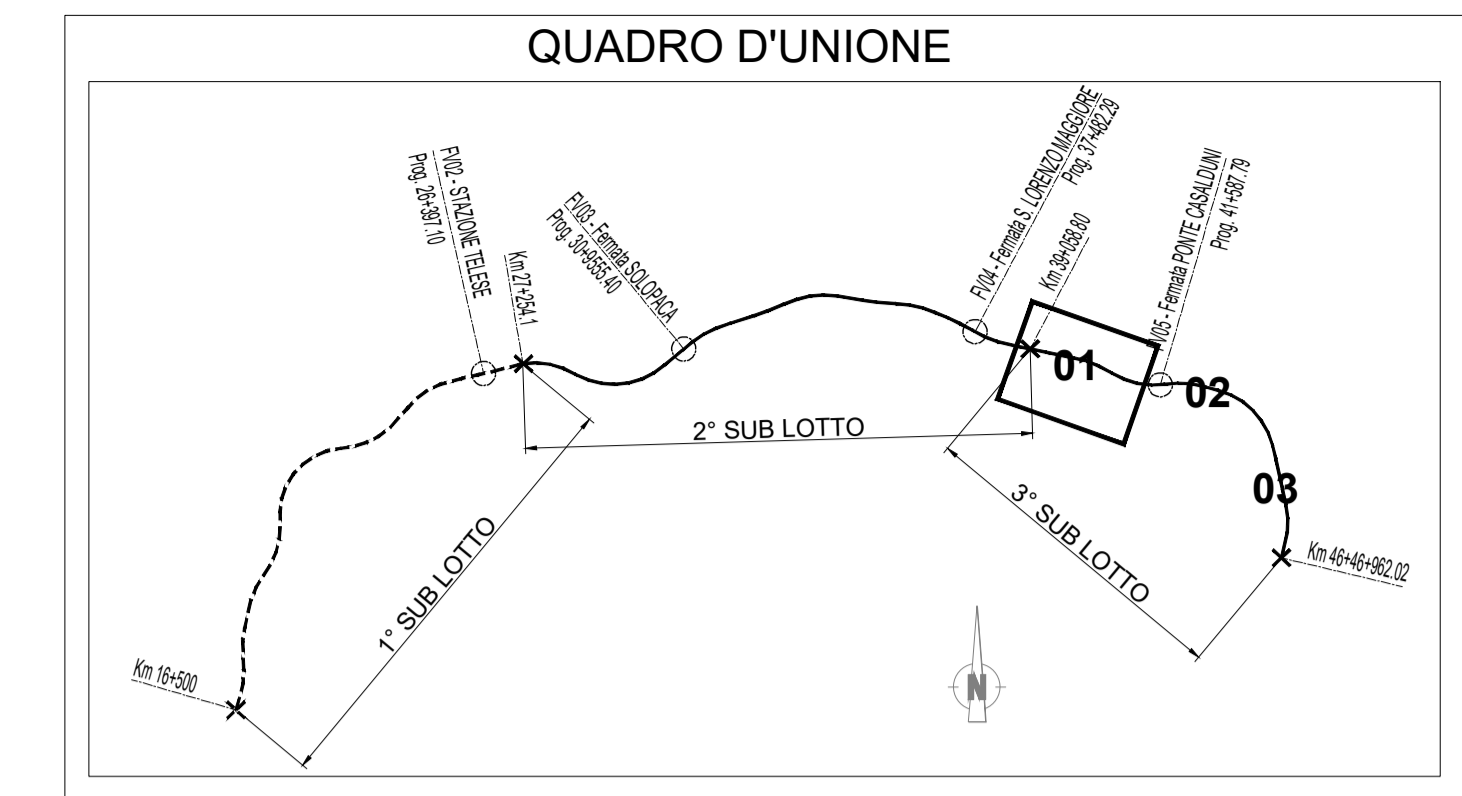 QUADRO D'UNIONE
FV02 - STAZIONE TELESE
Prog. 26+397.10
Km 27+254.1
FV03 - Fermata SOLOPACA
Prog. 30+9555.40
FV04 - Fermata S. LORENZO MAGGIORE
Prog. 37+482.29
Km 39+058.80
FV05 - Fermata PONTE CASALDUNI
Prog. 41+587.79
01
02
03
2° SUB LOTTO
1° SUB LOTTO
3° SUB LOTTO
Km 46+46+962.02
Km 16+500
N